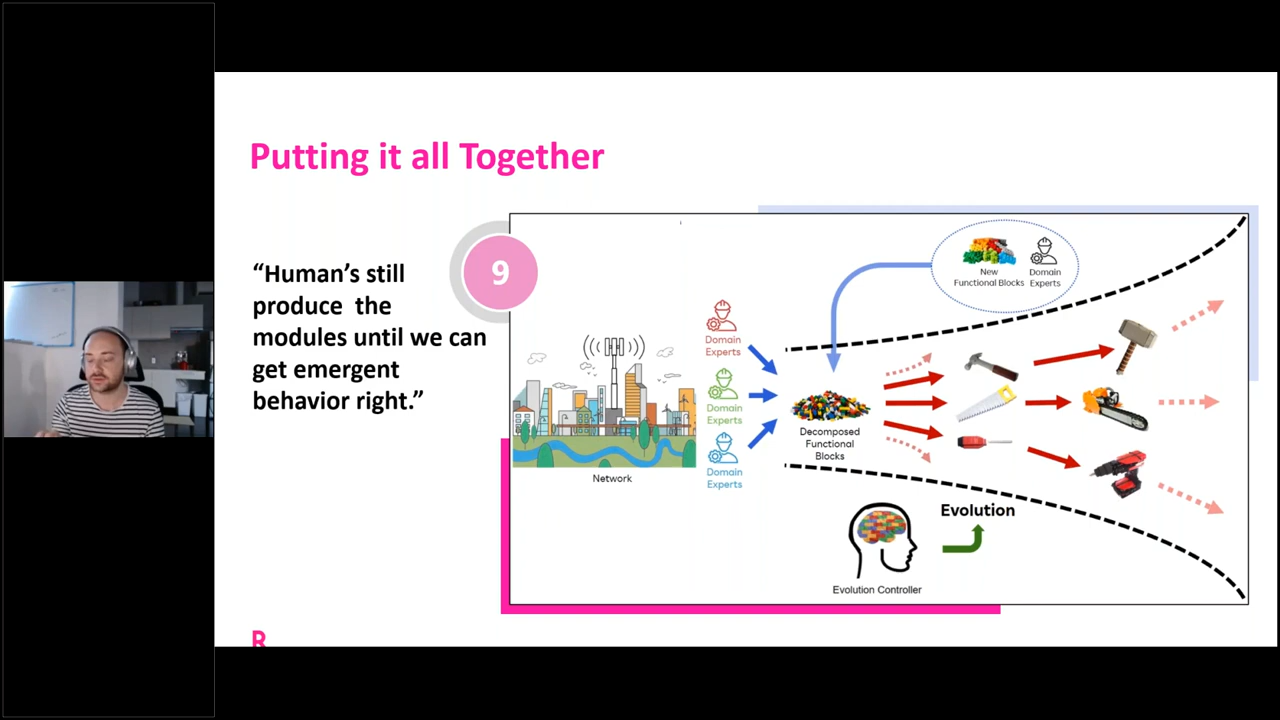 Putting it all Together
“Human’s still
produce the
modules until we can
get emergent
behavior right.”
9
New
Functional Blocks
Domain
Experts
Domain
Experts
Domain
Experts
Domain
Experts
Network
Decomposed
Functional
Blocks
Evolution
Evolution Controller
R